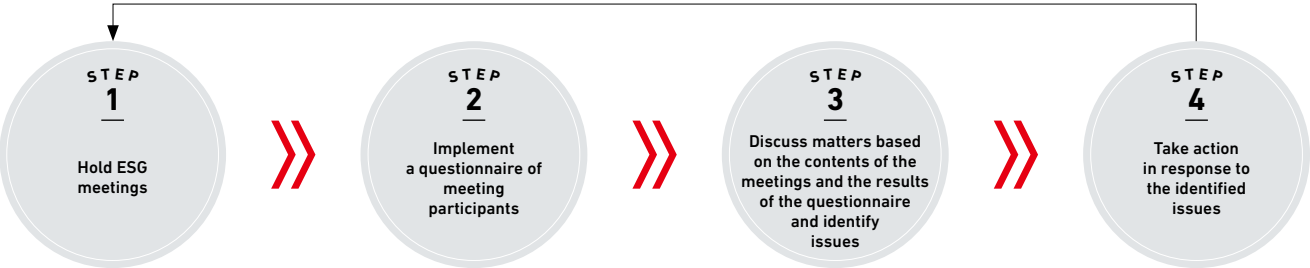 STEP
1
Hold ESG
meetings
STEP
2
Implement
a questionnaire of
meeting
participants
STEP
3
Discuss matters based
on the contents of the
meetings and the results
of the questionnaire
and identify
issues
STEP
4
Take action
in response to
the identified
issues